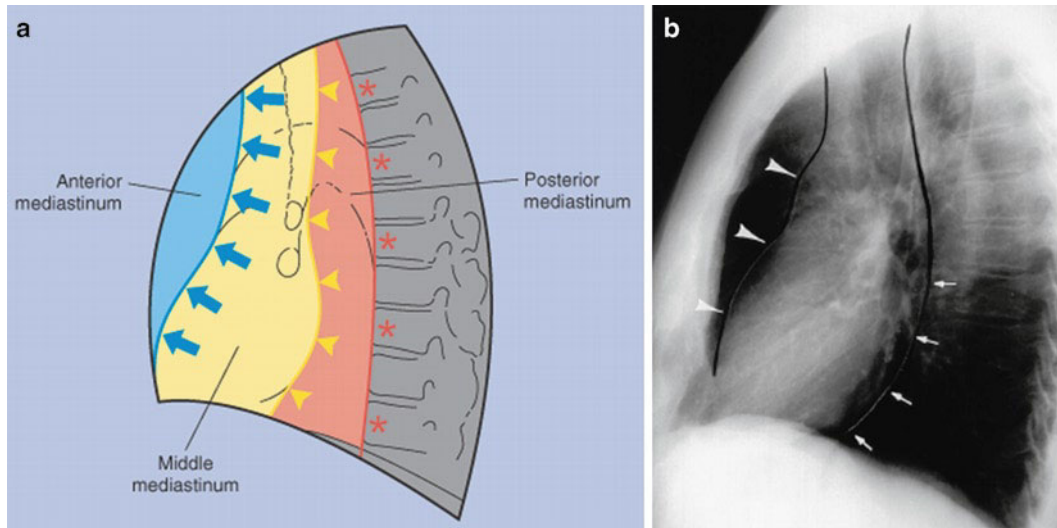 a
Anterior
mediastinum
Posterior
mediastinum
Middle
mediastinum
b